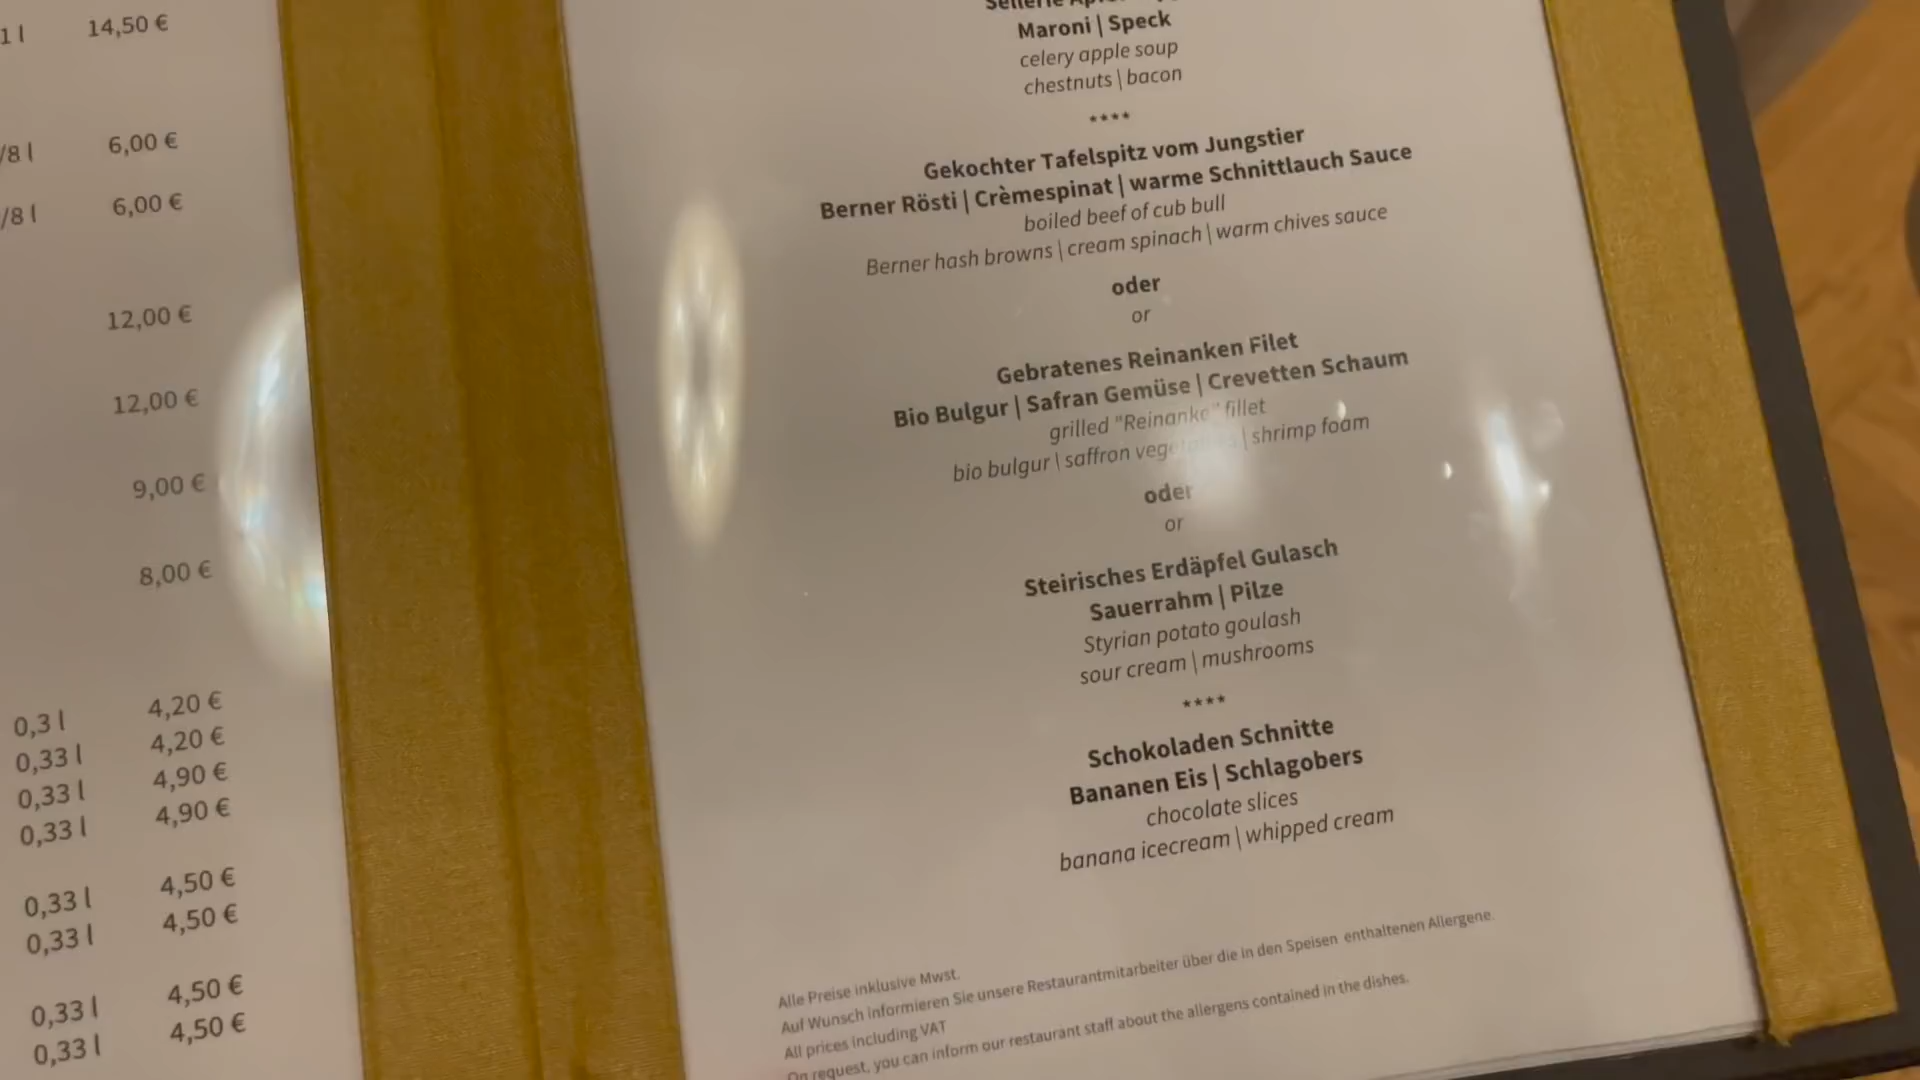 1 l 14,50 €
/8 l 6,00 €
/8 l 6,00 €
12,00 €
12,00 €
9,00 €
8,00 €
0,3 l 4,20 €
0,33 l 4,20 €
0,33 l 4,90 €
0,33 l 4,90 €
0,33 l 4,50 €
0,33 l 4,50 €
0,33 l 4,50 €
0,33 l 4,50 €
Sellerie
Maroni | Speck
celery apple soup
chestnuts | bacon
****
Gekochter Tafelspitz vom Jungstier
Berner Rösti | Crèmespinat | warme Schnittlauch Sauce
boiled beef of cub bull
Berner hash browns | cream spinach | warm chives sauce
oder
or
Gebratenes Reinanken Filet
Bio Bulgur | Safran Gemüse | Crevetten Schaum
grilled "Reinanke" fillet
bio bulgur | saffron vegetables | shrimp foam
oder
or
Steirisches Erdäpfel Gulasch
Sauerrahm | Pilze
Styrian potato goulash
sour cream | mushrooms
****
Schokoladen Schnitte
Bananen Eis | Schlagobers
chocolate slices
banana icecream | whipped cream
Alle Preise inklusive Mwst.
Auf Wunsch informieren Sie unsere Restaurantmitarbeiter über die in den Speisen enthaltenen Allergene.
All prices including VAT
On request, you can inform our restaurant staff about the allergens contained in the dishes.